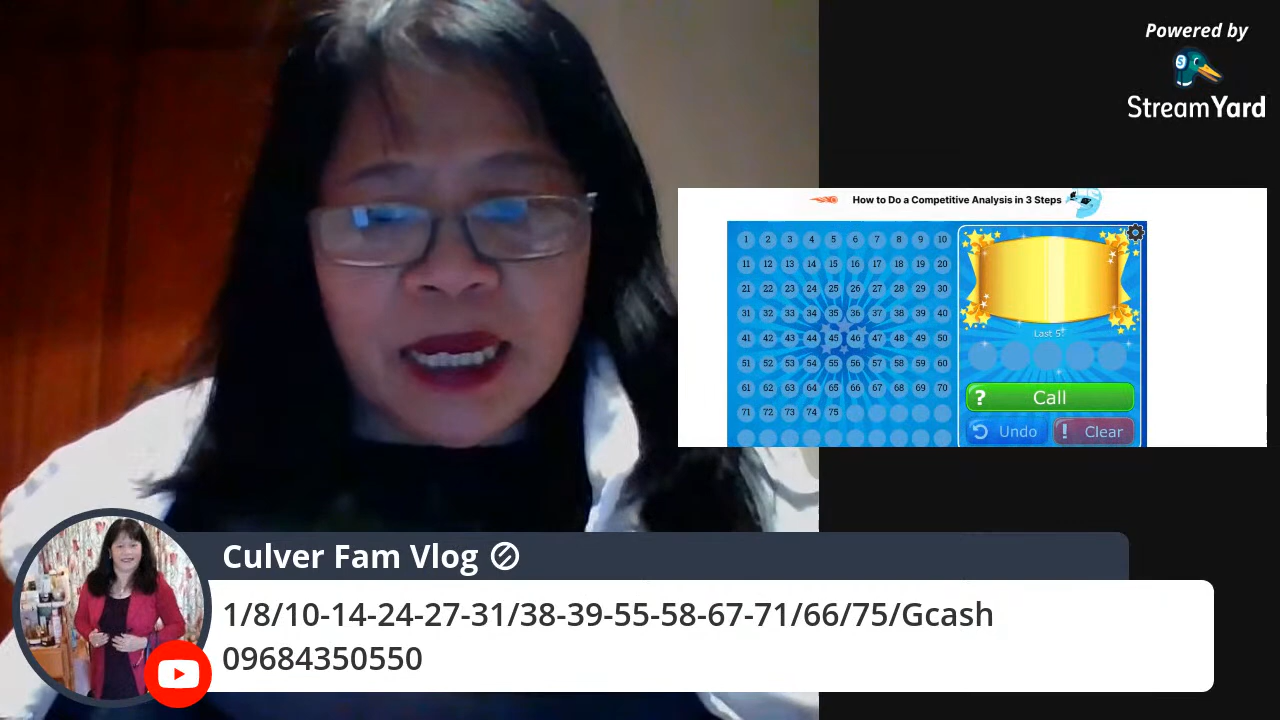 Powered by
StreamYard
How to Do a Competitive Analysis in 3 Steps
1 2 3 4 5 6 7 8 9 10
11 12 13 14 15 16 17 18 19 20
21 22 23 24 25 26 27 28 29 30
31 32 33 34 35 36 37 38 39 40
41 42 43 44 45 46 47 48 49 50
51 52 53 54 55 56 57 58 59 60
61 62 63 64 65 66 67 68 69 70
71 72 73 74 75
Last 5:
? Call
Undo ! Clear
Culver Fam Vlog
1/8/10-14-24-27-31/38-39-55-58-67-71/66/75/Gcash
09684350550